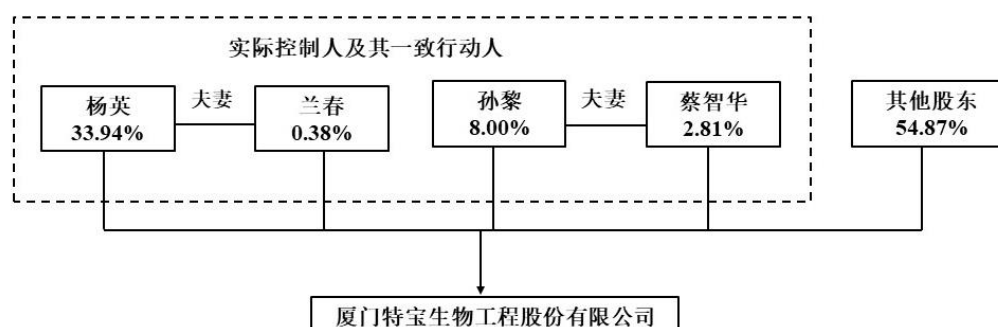 实际控制人及其一致行动人
杨英
33.94%
夫妻
兰春
0.38%
孙黎
8.00%
夫妻
蔡智华
2.81%
其他股东
54.87%
厦门特宝生物工程股份有限公司